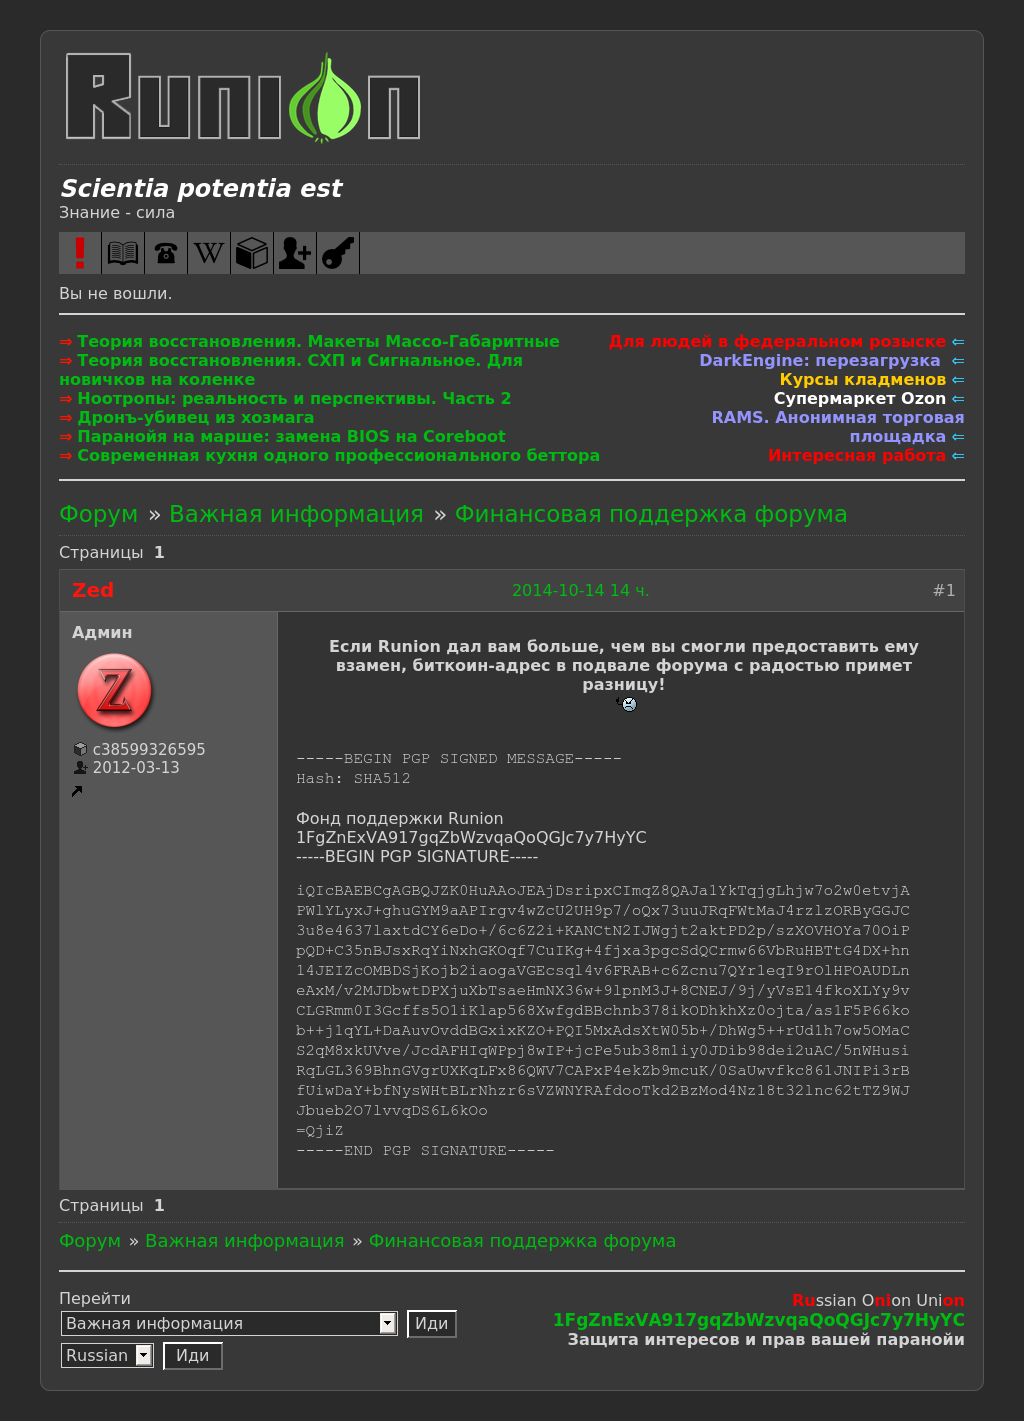 Runion
Scientia potentia est
Знание - сила
Вы не вошли.
⇒ Теория восстановления. Макеты Массо-Габаритные
⇒ Теория восстановления. СХП и Сигнальное. Для
новичков на коленке
⇒ Ноотропы: реальность и перспективы. Часть 2
⇒ Дронъ-убивец из хозмага
⇒ Паранойя на марше: замена BIOS на Coreboot
⇒ Современная кухня одного профессионального беттора
Для людей в федеральном розыске ⇐
DarkEngine: перезагрузка ⇐
Курсы кладменов ⇐
Супермаркет Ozon ⇐
RAMS. Анонимная торговая
площадка ⇐
Интересная работа ⇐
Форум » Важная информация » Финансовая поддержка форума
Страницы 1
Zed 2014-10-14 14 ч. #1
Админ
c38599326595
2012-03-13
Если Runion дал вам больше, чем вы смогли предоставить ему
взамен, биткоин-адрес в подвале форума с радостью примет
разницу!
-----BEGIN PGP SIGNED MESSAGE-----
Hash: SHA512
Фонд поддержки Runion
1FgZnExVA917gqZbWzvqaQoQGJc7y7HyYC
-----BEGIN PGP SIGNATURE-----
iQIcBAEBCgAGBQJZK0HuAAoJEAjDsripxCImqZ8QAJa1YkTqjgLhjw7o2w0etvjA
PWlYLyxJ+ghuGYM9aAPIrgv4wZcU2UH9p7/oQx73uuJRqFWtMaJ4rzlzORByGGJC
3u8e4637laxtdCY6eDo+/6c6Z2i+KANCtN2IJWgjt2aktPD2p/szXOVHOYa70OiP
pQD+C35nBJsxRqYiNxhGKOqf7CuIKg+4fjxa3pgcSdQCrmw66VbRuHBTtG4DX+hn
l4JEIZcOMBDSjKojb2iaogaVGEcsql4v6FRAB+c6Zcnu7QYr1eqI9rOlHPOAUDLn
eAxM/v2MJDbwtDPXjuXbTsaeHmNX36w+9lpnM3J+8CNEJ/9j/yVsE14fkoXLYy9v
CLGRmm0I3Gcffs5OliKlap568XwfgdBBchnb378ikODhkhXz0ojta/as1F5P66ko
b++j1qYL+DaAuvOvddBGxixKZO+PQI5MxAdsXtW05b+/DhWg5++rUd1h7ow5OMaC
S2qM8xkUVve/JcdAFHIqWPpj8wIP+jcPe5ub38mliy0JDib98dei2uAC/5nWHusi
RqLGL369BhnGVgrUXKqLFx86QWV7CAPxP4ekZb9mcuK/0SaUwvfkc86lJNIPi3rB
fUiwDaY+bfNysWHtBLrNhzr6sVZWNYRAfdooTkd2BzMod4Nz18t32lnc62tTZ9WJ
Jbueb2O7lvvqDS6L6kOo
=QjiZ
-----END PGP SIGNATURE-----
Страницы 1
Форум » Важная информация » Финансовая поддержка форума
Перейти
Важная информация Иди
Russian Иди
Russian Onion Union
1FgZnExVA917gqZbWzvqaQoQGJc7y7HyYC
Защита интересов и прав вашей паранойи